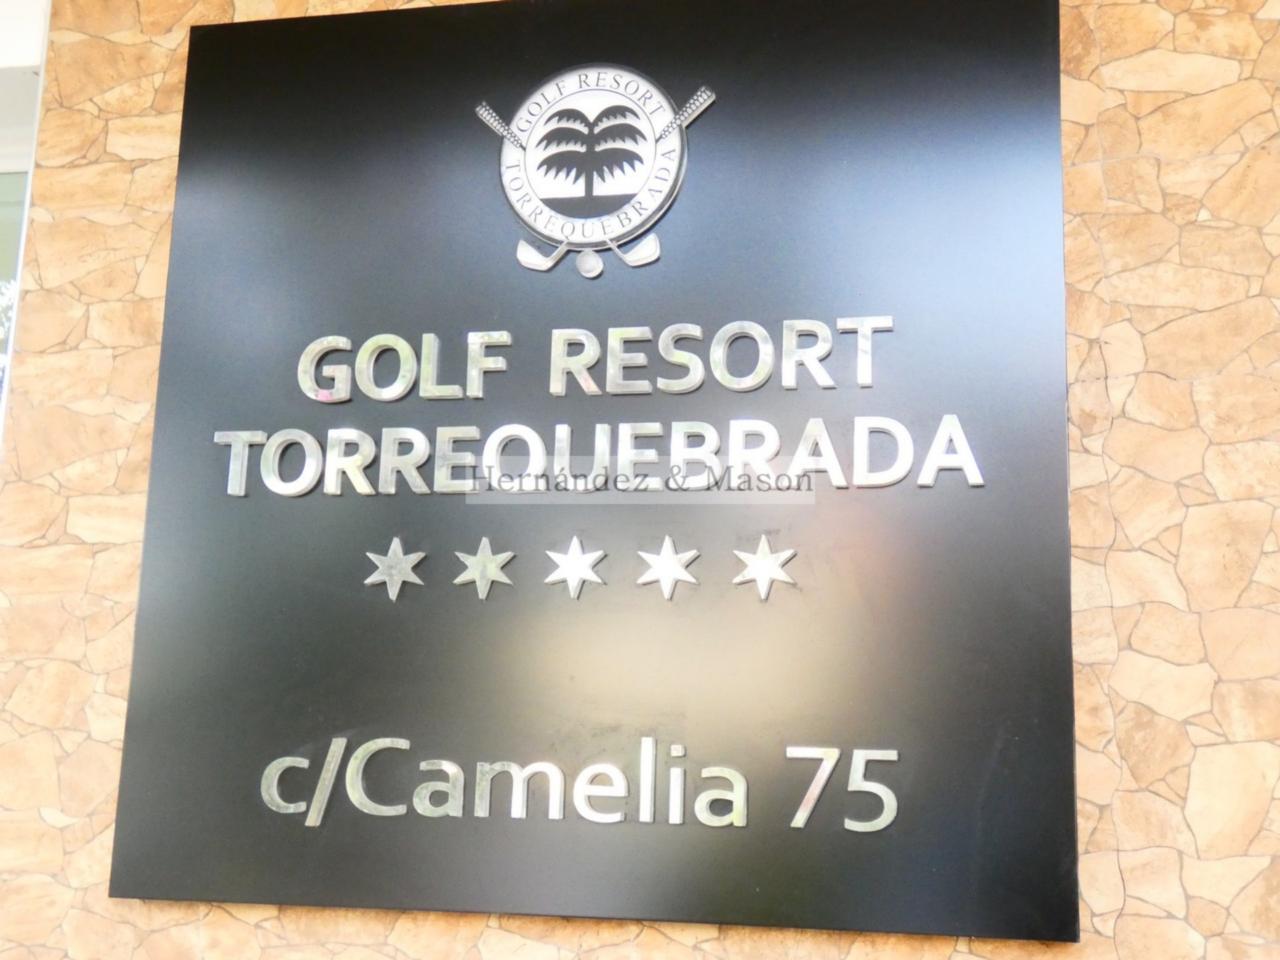 GOLF RESORT
TORREQUEBRADA
GOLF RESORT
TORREQUEBRADA
Hernández & Mason
c/Camelia 75